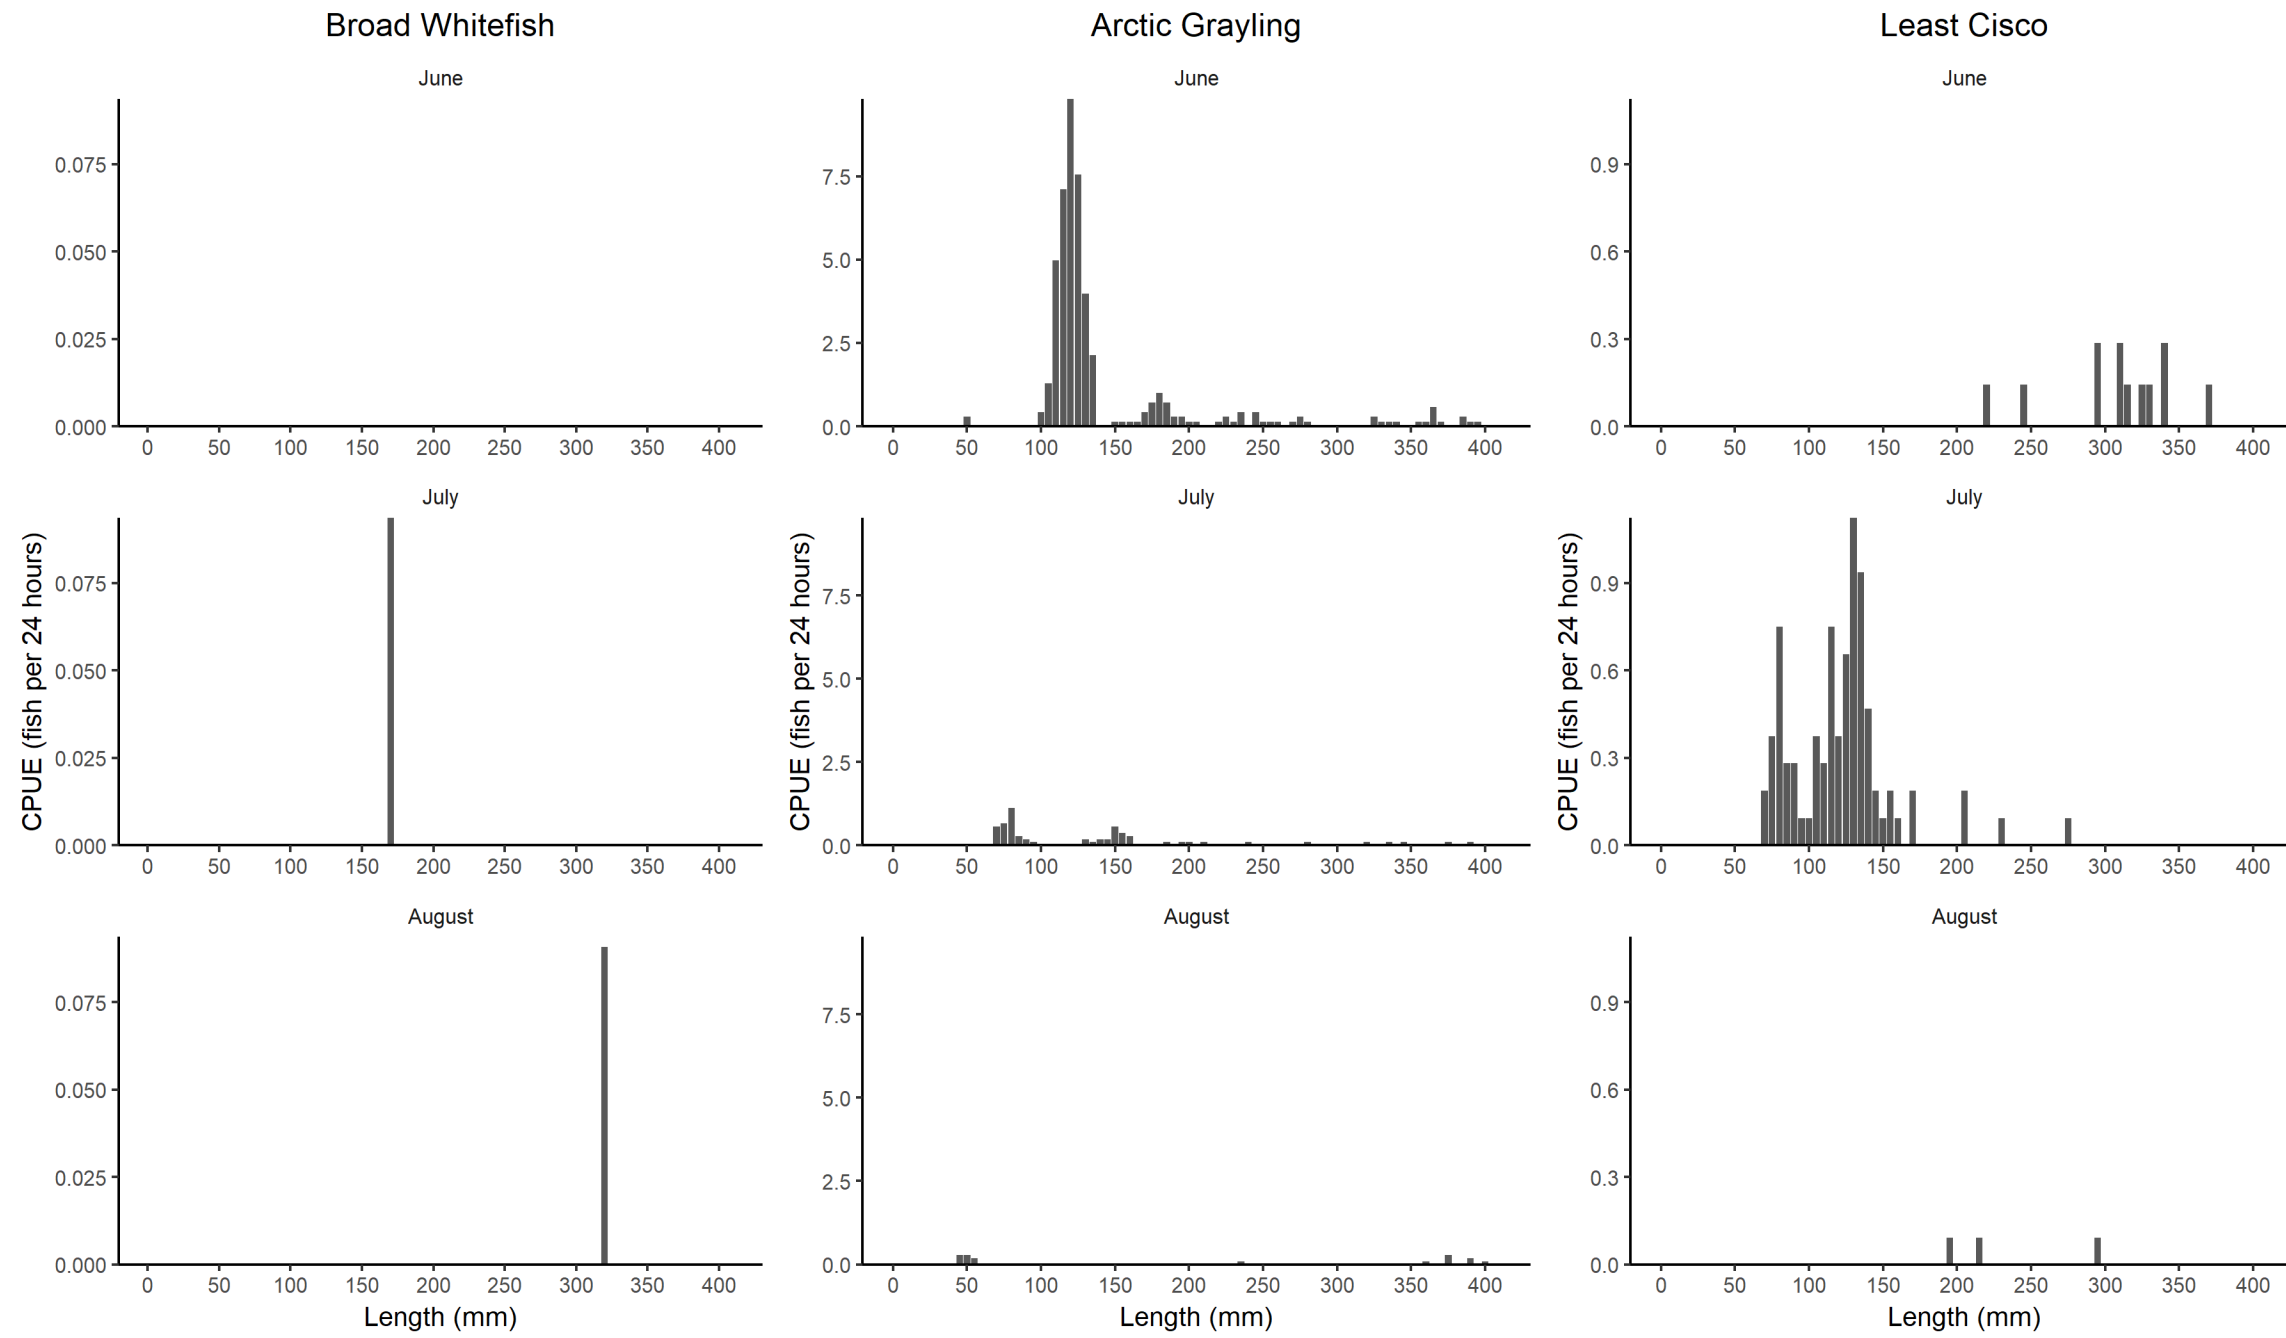 Broad Whitefish Arctic Grayling Least Cisco
June June June
0.075 7.5 0.9
0.050 5.0 0.6
0.025 2.5 0.3
0.000 0.0 0.0
0 50 100 150 200 250 300 350 400 0 50 100 150 200 250 300 350 400 0 50 100 150 200 250 300 350 400
July July July
CPUE (fish per 24 hours) CPUE (fish per 24 hours) CPUE (fish per 24 hours)
0.075 7.5 0.9
0.050 5.0 0.6
0.025 2.5 0.3
0.000 0.0 0.0
0 50 100 150 200 250 300 350 400 0 50 100 150 200 250 300 350 400 0 50 100 150 200 250 300 350 400
August August August
0.075 7.5 0.9
0.050 5.0 0.6
0.025 2.5 0.3
0.000 0.0 0.0
0 50 100 150 200 250 300 350 400 0 50 100 150 200 250 300 350 400 0 50 100 150 200 250 300 350 400
Length (mm) Length (mm) Length (mm)